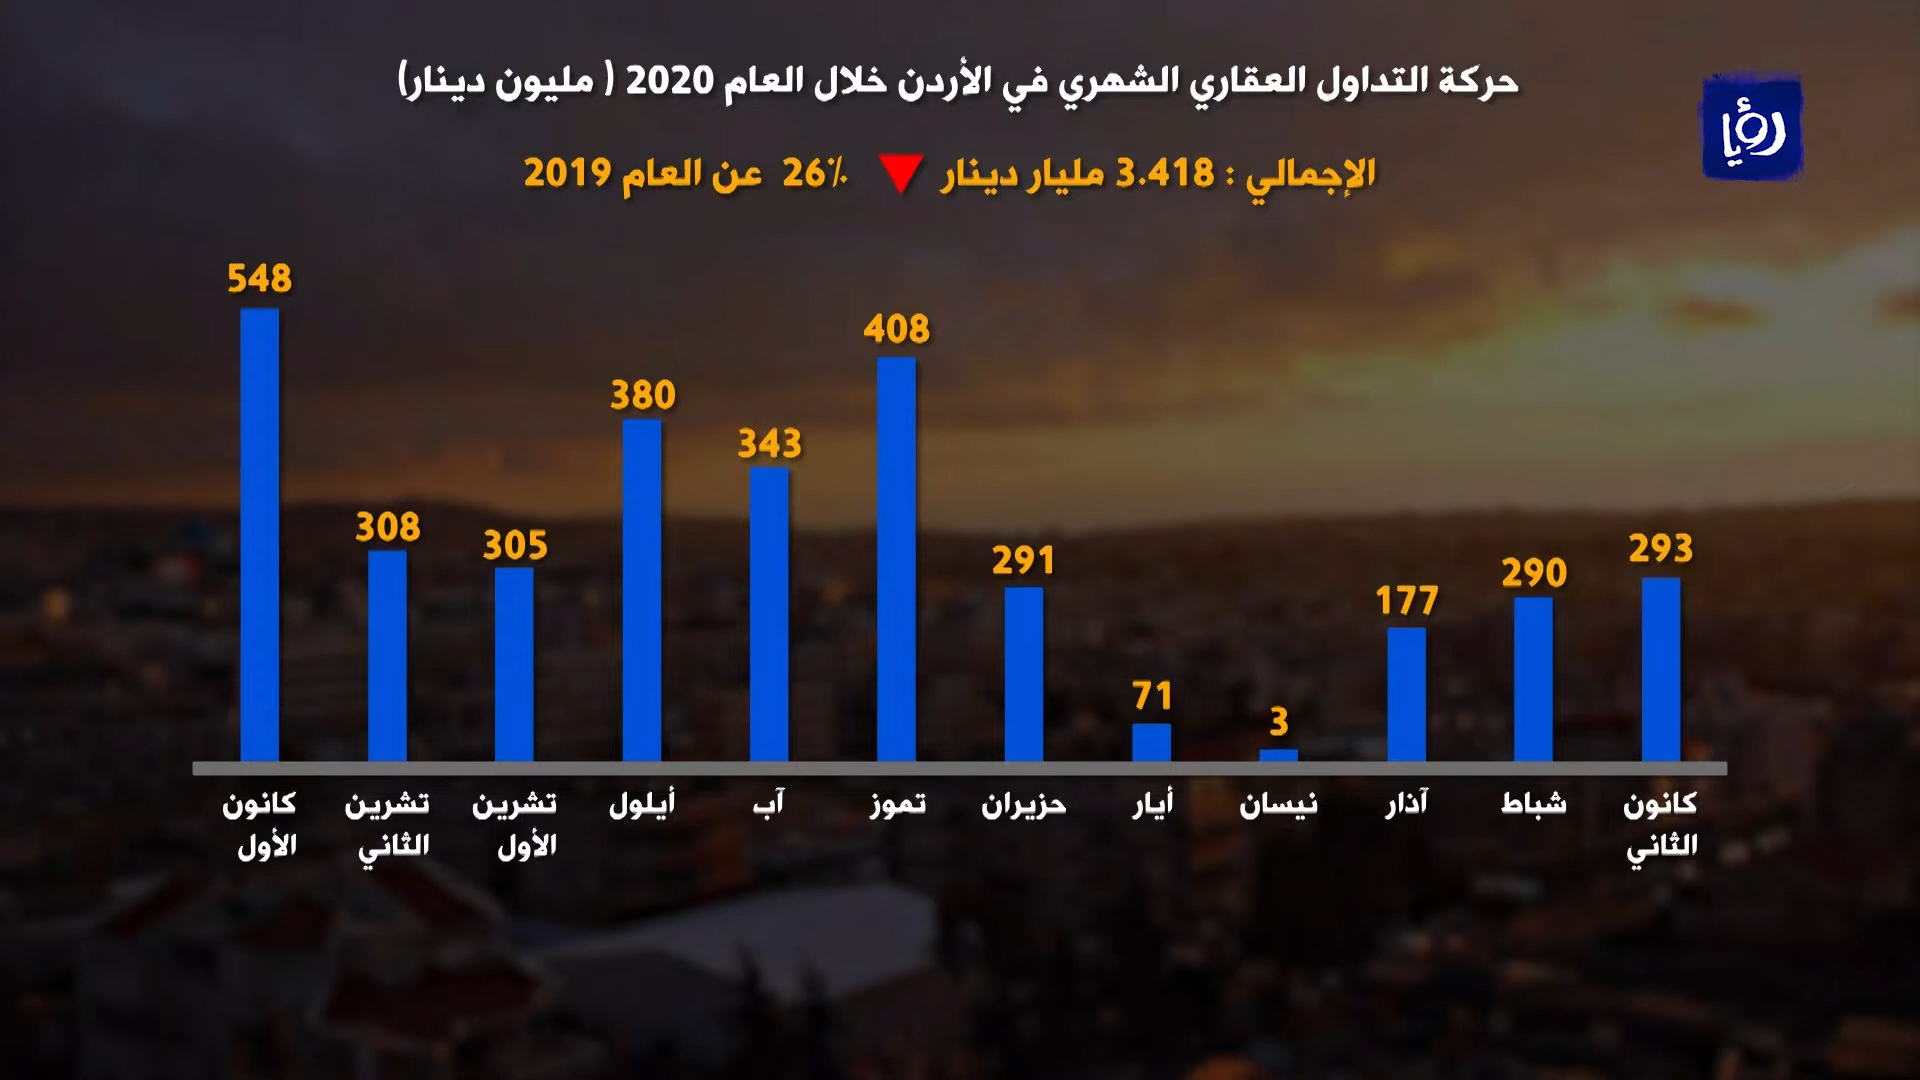 حركة التداول العقاري الشهري في الأردن خلال العام 2020 ( مليون دينار)
رؤيا
الإجمالي : 3.418 مليار دينار ▼ 26٪ عن العام 2019
293
290
177
3
71
291
408
343
380
305
308
548
كانون الثاني
شباط
آذار
نيسان
أيار
حزيران
تموز
آب
أيلول
تشرين الأول
تشرين الثاني
كانون الأول